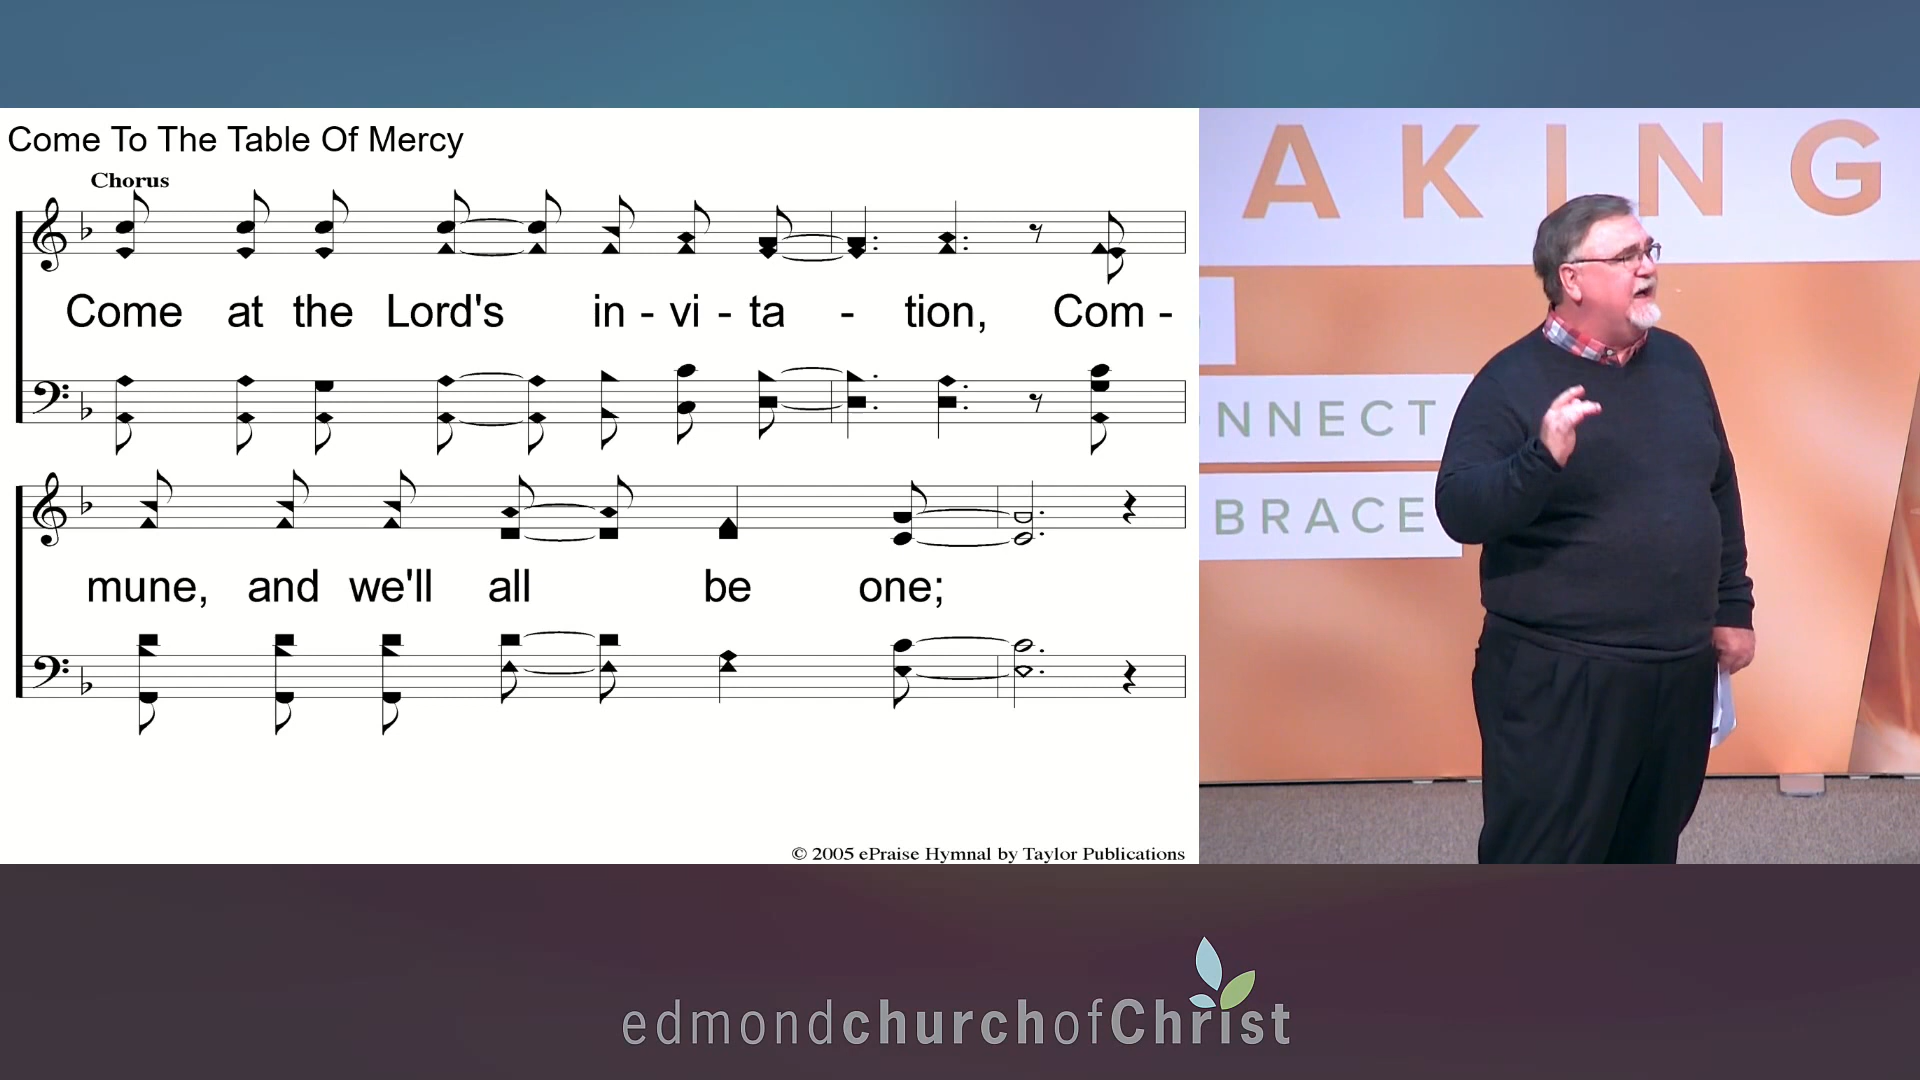 Come To The Table Of Mercy
Chorus
Come at the Lord's in - vi - ta - tion, Com -
mune, and we'll all be one;
© 2005 ePraise Hymnal by Taylor Publications
AKING
NNECT
BRACE
edmondchurchofChrist